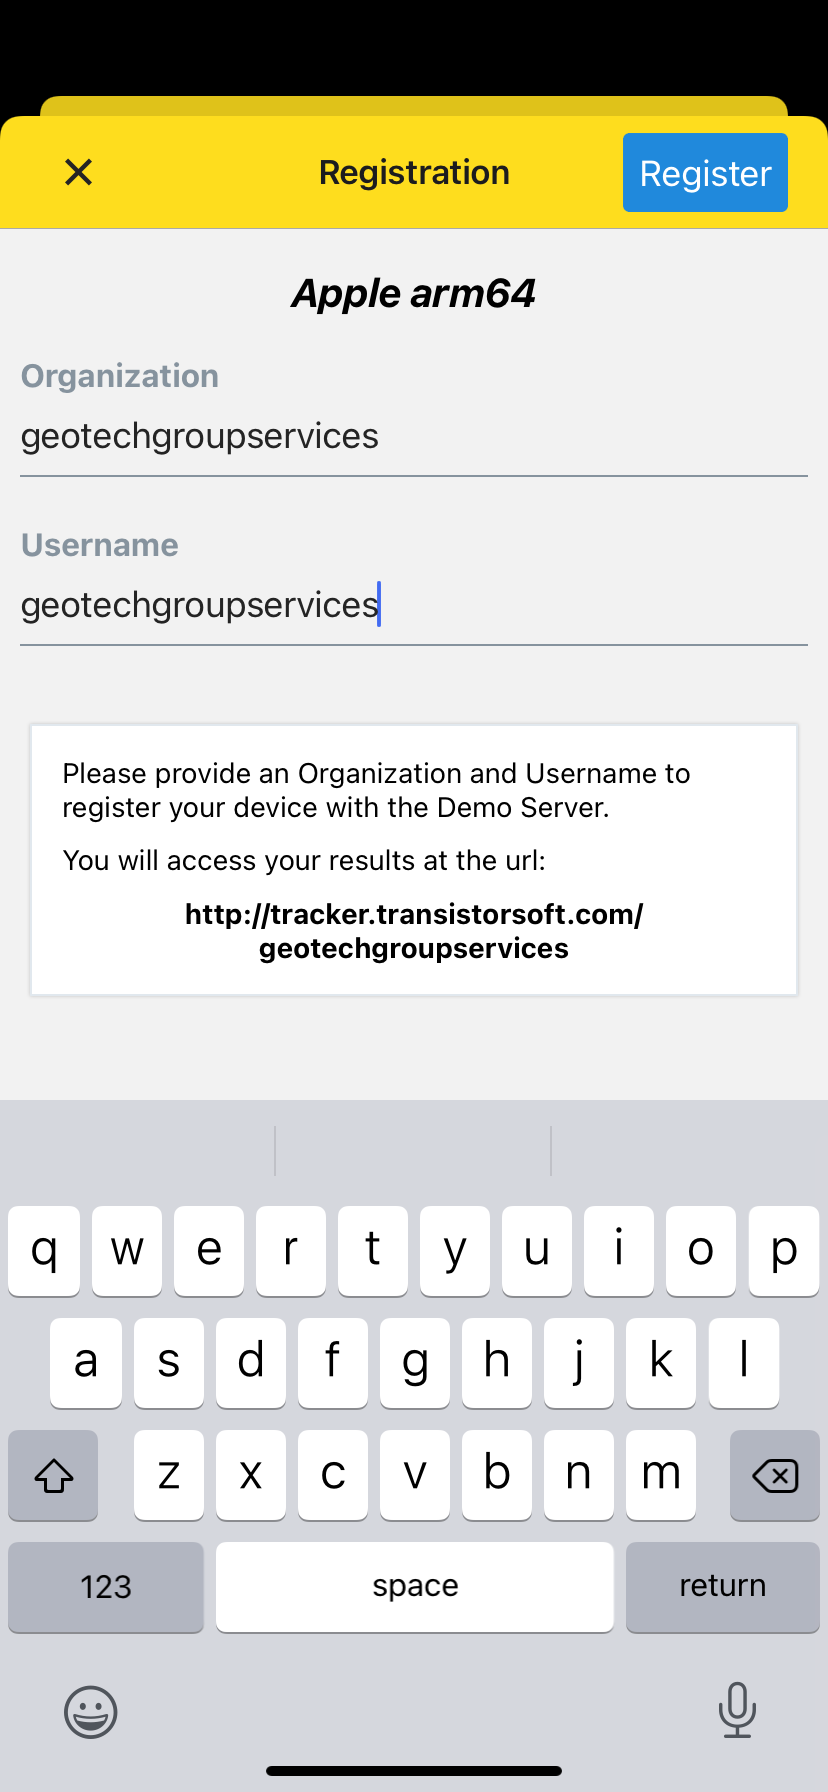 Registration
Register
Apple arm64
Organization
geotechgroupservices
Username
geotechgroupservices
Please provide an Organization and Username to
register your device with the Demo Server.
You will access your results at the url:
http://tracker.transistorsoft.com/
geotechgroupservices
q w e r t y u i o p
a s d f g h j k l
z x c v b n m
123 space return